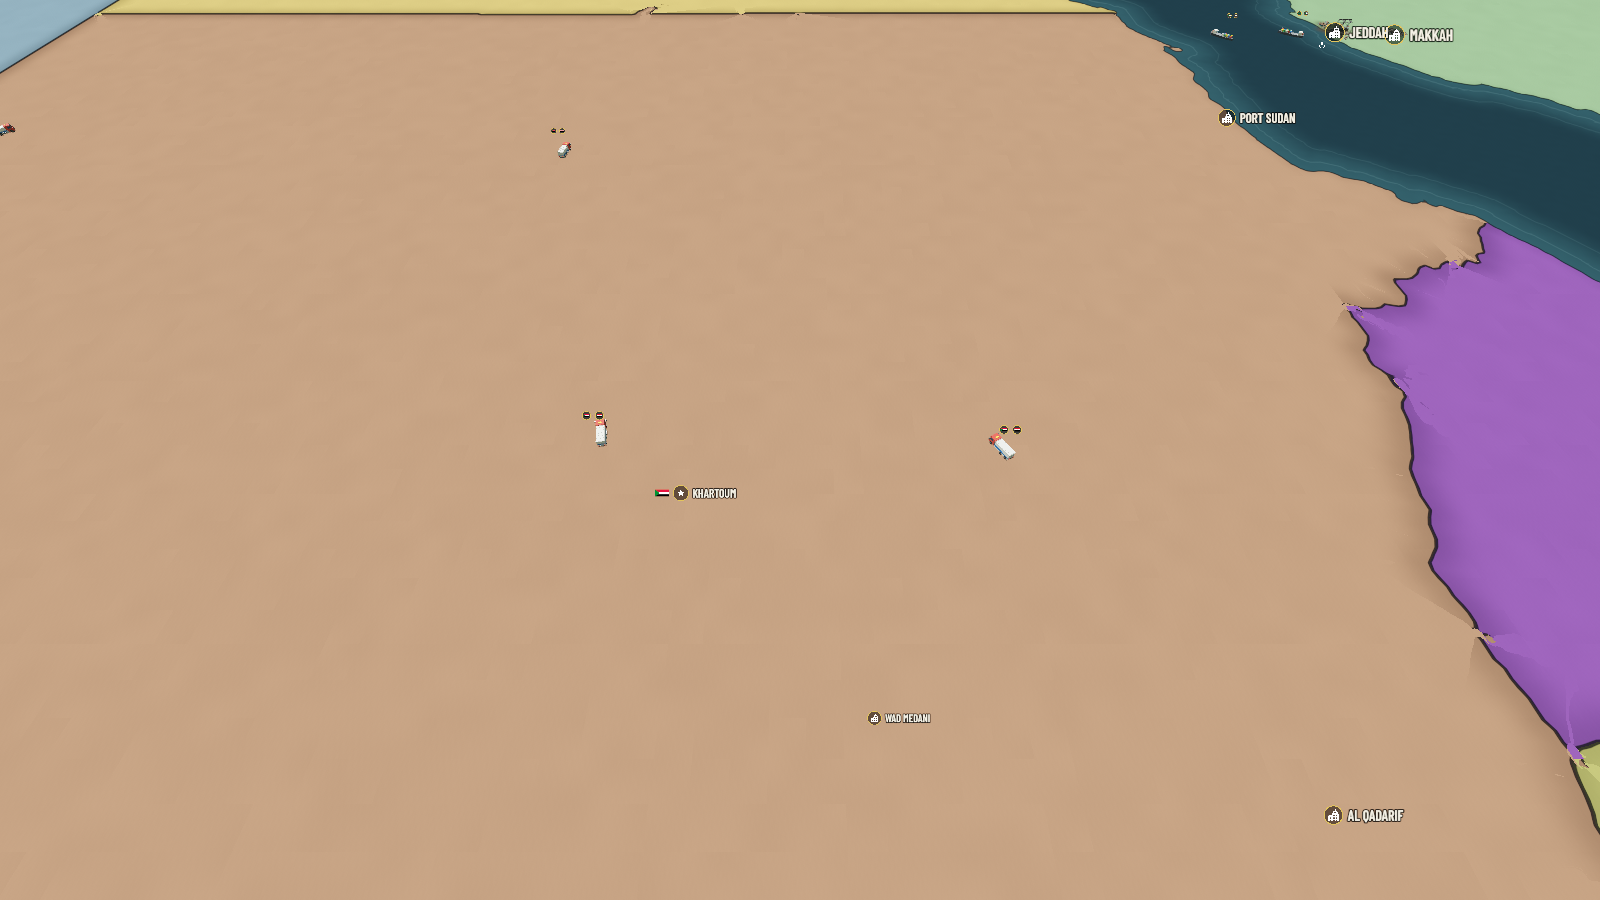 JEDDAH
MAKKAH
PORT SUDAN
KHARTOUM
WAD MEDANI
AL QADARIF